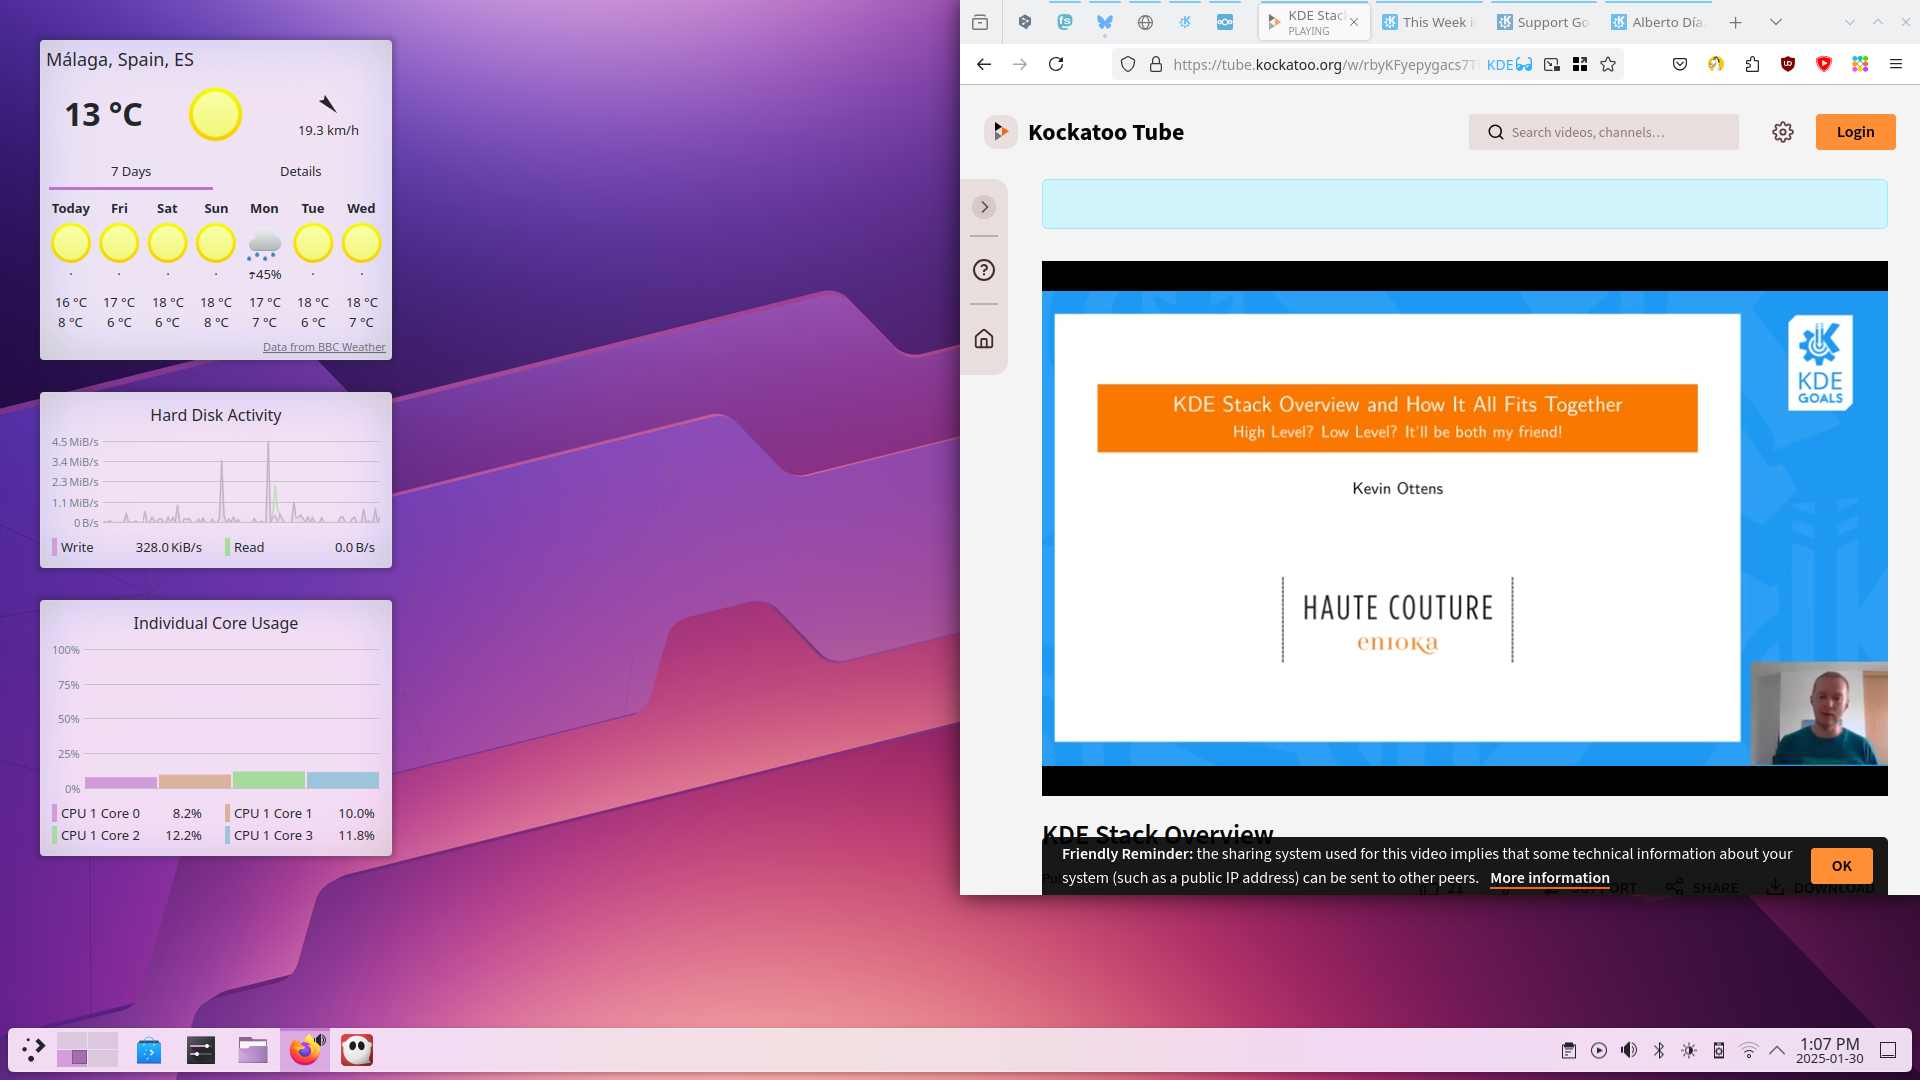 Málaga, Spain, ES
13 °C
19.3 km/h
7 Days Details
Today Fri Sat Sun Mon Tue Wed
☂45%
16 °C 17 °C 18 °C 18 °C 17 °C 18 °C 18 °C
8 °C 6 °C 6 °C 8 °C 7 °C 6 °C 7 °C
Data from BBC Weather
Hard Disk Activity
4.5 MiB/s
3.4 MiB/s
2.3 MiB/s
1.1 MiB/s
0 B/s
Write 328.0 KiB/s Read 0.0 B/s
Individual Core Usage
100%
75%
50%
25%
0%
CPU 1 Core 0 8.2% CPU 1 Core 1 10.0%
CPU 1 Core 2 12.2% CPU 1 Core 3 11.8%
KDE Stac This Week i Support Go Alberto Día
PLAYING
https://tube.kockatoo.org/w/rbyKFyepygacs7T KDE
Kockatoo Tube
Search videos, channels…
Login
KDE
GOALS
KDE Stack Overview and How It All Fits Together
High Level? Low Level? It'll be both my friend!
Kevin Ottens
HAUTE COUTURE
enioka
KDE Stack Overview
Friendly Reminder: the sharing system used for this video implies that some technical information about your
system (such as a public IP address) can be sent to other peers. More information
OK
21 SUPPORT SHARE DOWNLOAD
1:07 PM
2025-01-30